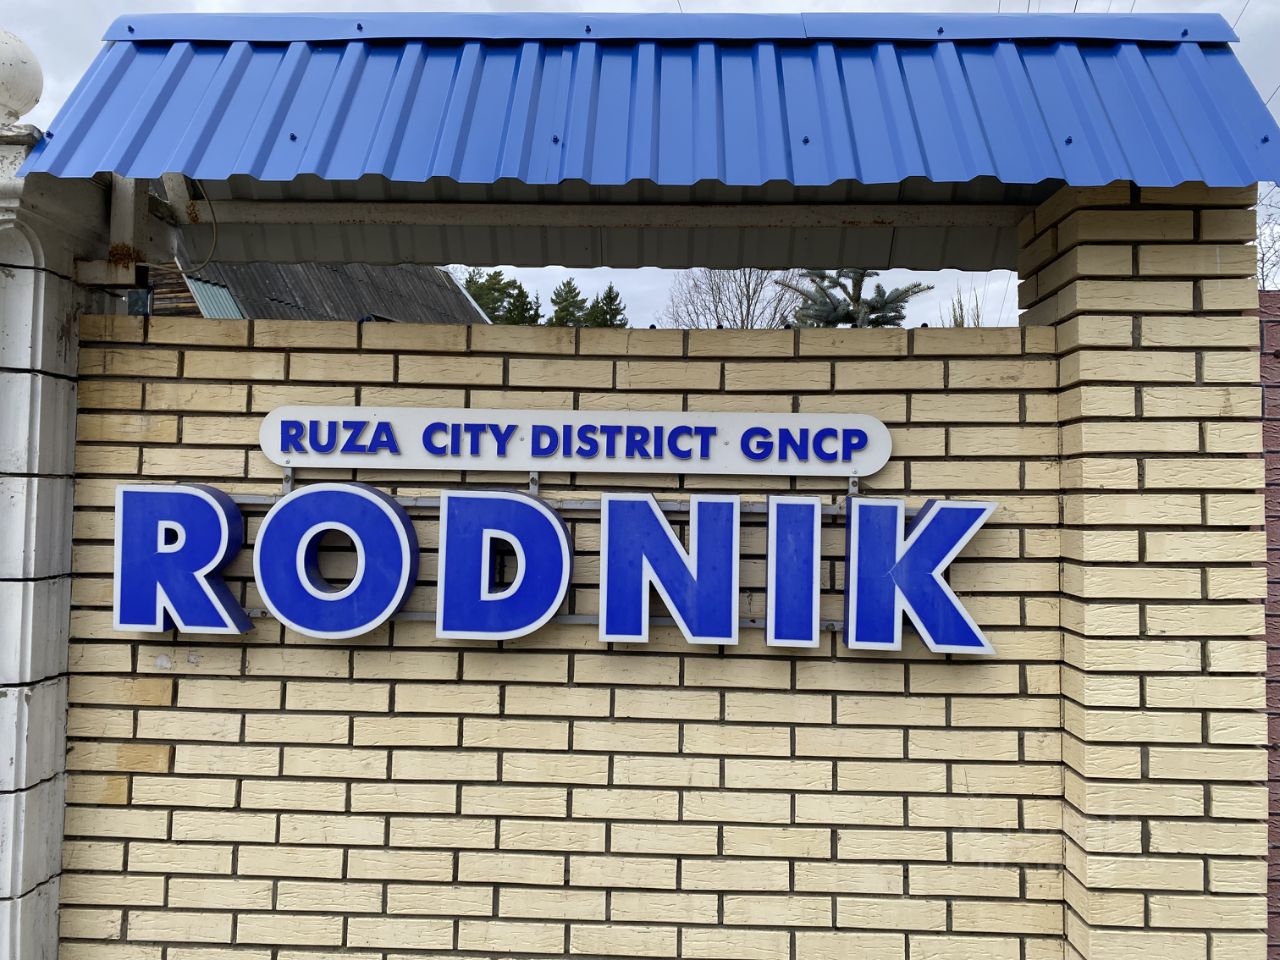 RUZA CITY DISTRICT GNCP
RODNIK